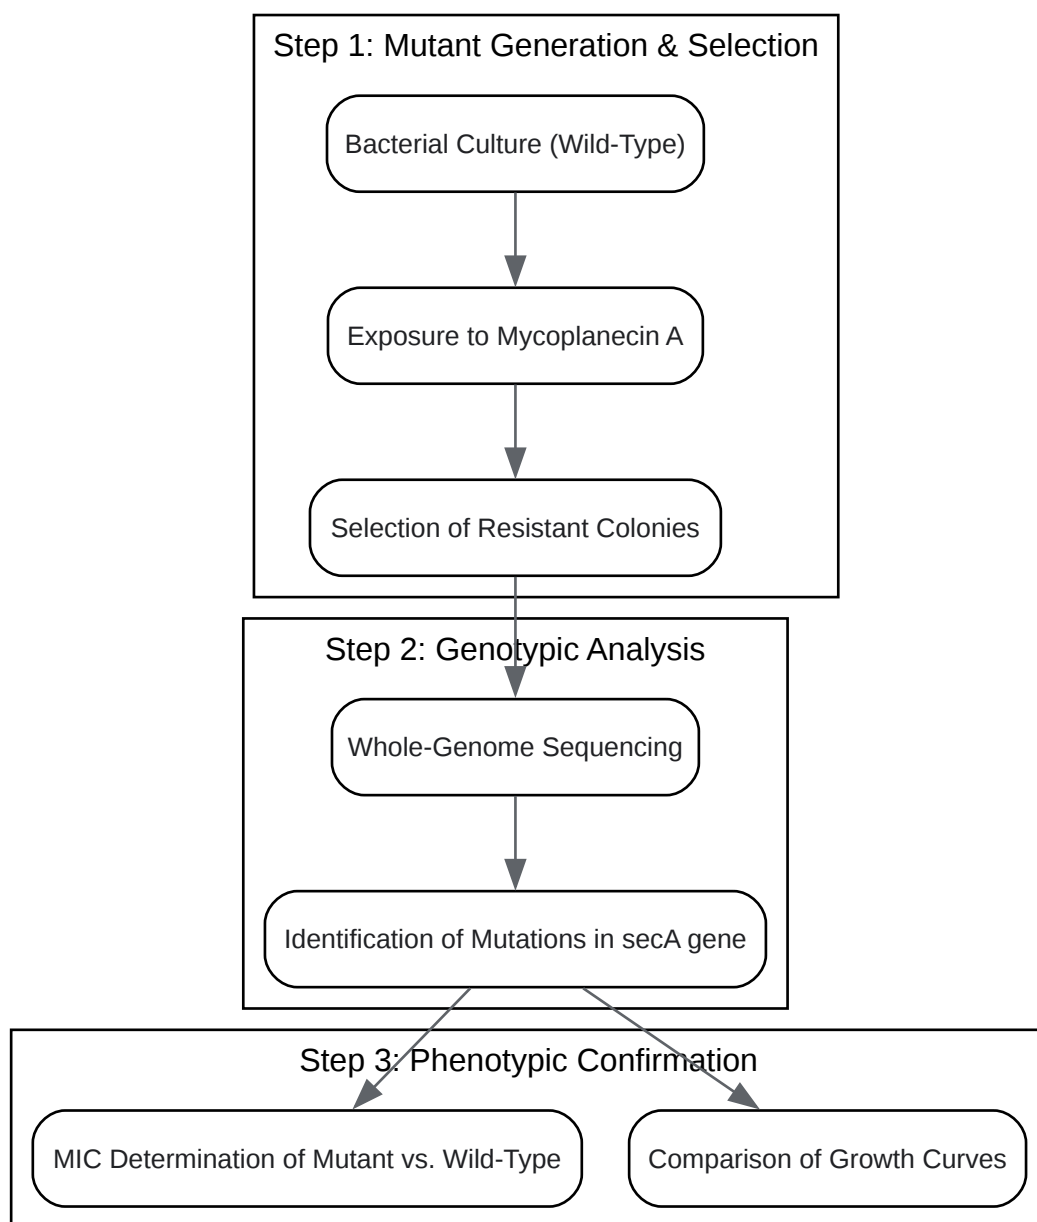 Step 1: Mutant Generation & Selection
Bacterial Culture (Wild-Type)
Exposure to Mycoplanecin A
Selection of Resistant Colonies
Step 2: Genotypic Analysis
Whole-Genome Sequencing
Identification of Mutations in secA gene
Step 3: Phenotypic Confirmation
MIC Determination of Mutant vs. Wild-Type
Comparison of Growth Curves